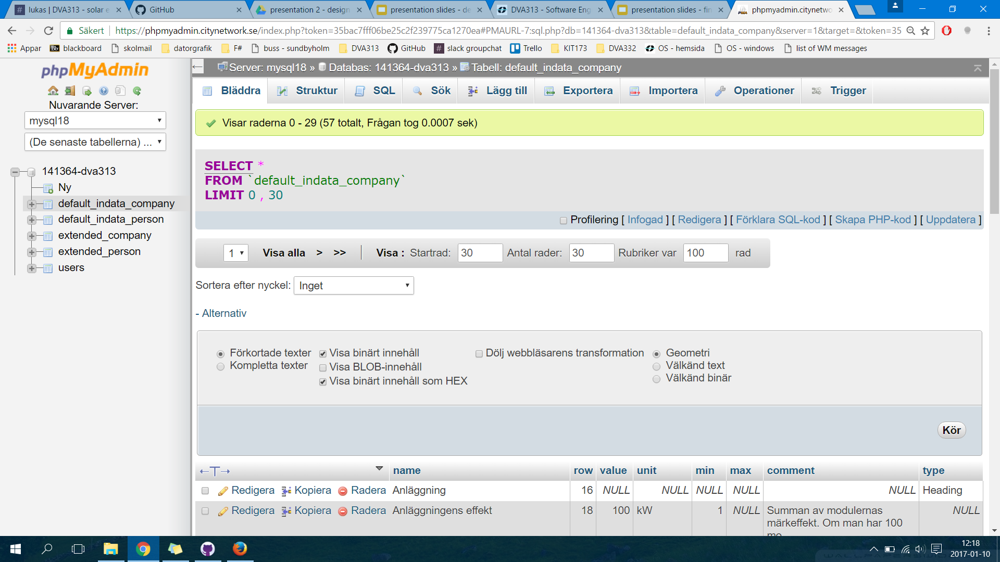 lukas | DVA313 - solar e
GitHub
presentation 2 - design
presentation slides - de
DVA313 - Software Eng
presentation slides - fin
phpmyadmin.citynetwo
Säkert
https://phpmyadmin.citynetwork.se/index.php?token=35bac7fff06be25c2f239775ca1270ea#PMAURL-7:sql.php?db=141364-dva313&table=default_indata_company&server=1&target=&token=35
Appar
Bb blackboard
skolmail
datorgrafik
F#
buss - sundbyholm
DVA313
GitHub
slack groupchat
Trello
KIT173
DVA332
OS - hemsida
OS - windows
list of WM messages
phpMyAdmin
Nuvarande Server:
mysql18
(De senaste tabellerna) ...
141364-dva313
Ny
default_indata_company
default_indata_person
extended_company
extended_person
users
Server: mysql18 » Databas: 141364-dva313 » Tabell: default_indata_company
Bläddra
Struktur
SQL
Sök
Lägg till
Exportera
Importera
Operationer
Trigger
Visar raderna 0 - 29 (57 totalt, Frågan tog 0.0007 sek)
SELECT *
FROM `default_indata_company`
LIMIT 0 , 30
Profilering [ Infogad ] [ Redigera ] [ Förklara SQL-kod ] [ Skapa PHP-kod ] [ Uppdatera ]
1 Visa alla > >> Visa : Startrad: 30 Antal rader: 30 Rubriker var 100 rad
Sortera efter nyckel: Inget
- Alternativ
Förkortade texter
Kompletta texter
Visa binärt innehåll
Visa BLOB-innehåll
Visa binärt innehåll som HEX
Dölj webbläsarens transformation
Geometri
Välkänd text
Välkänd binär
Kör
←T→ name row value unit min max comment type
Redigera Kopiera Radera Anläggning 16 NULL NULL NULL NULL NULL Heading
Redigera Kopiera Radera Anläggningens effekt 18 100 kW 1 NULL Summan av modulernas NULL
märkeffekt. Om man har 100
mo
12:18
2017-01-10